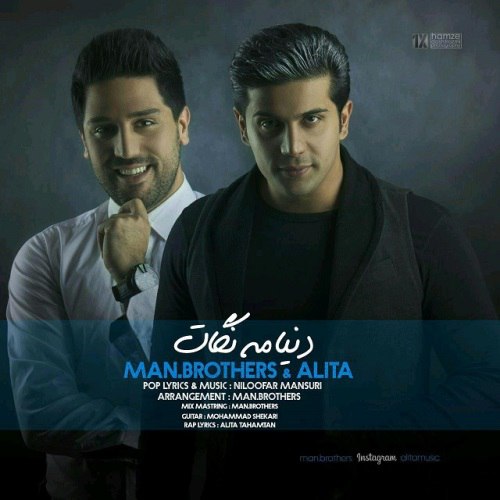 hamzei
دنیامه نگات
MAN.BROTHERS & ALITA
POP LYRICS & MUSIC : NILOOFAR MANSURI
ARRANGEMENT : MAN.BROTHERS
MIX MASTRING : MAN.BROTHERS
GUITAR : MOHAMMAD SHEKARI
RAP LYRICS : ALITA TAHAMTAN
man.brothers Instagram alitamusic